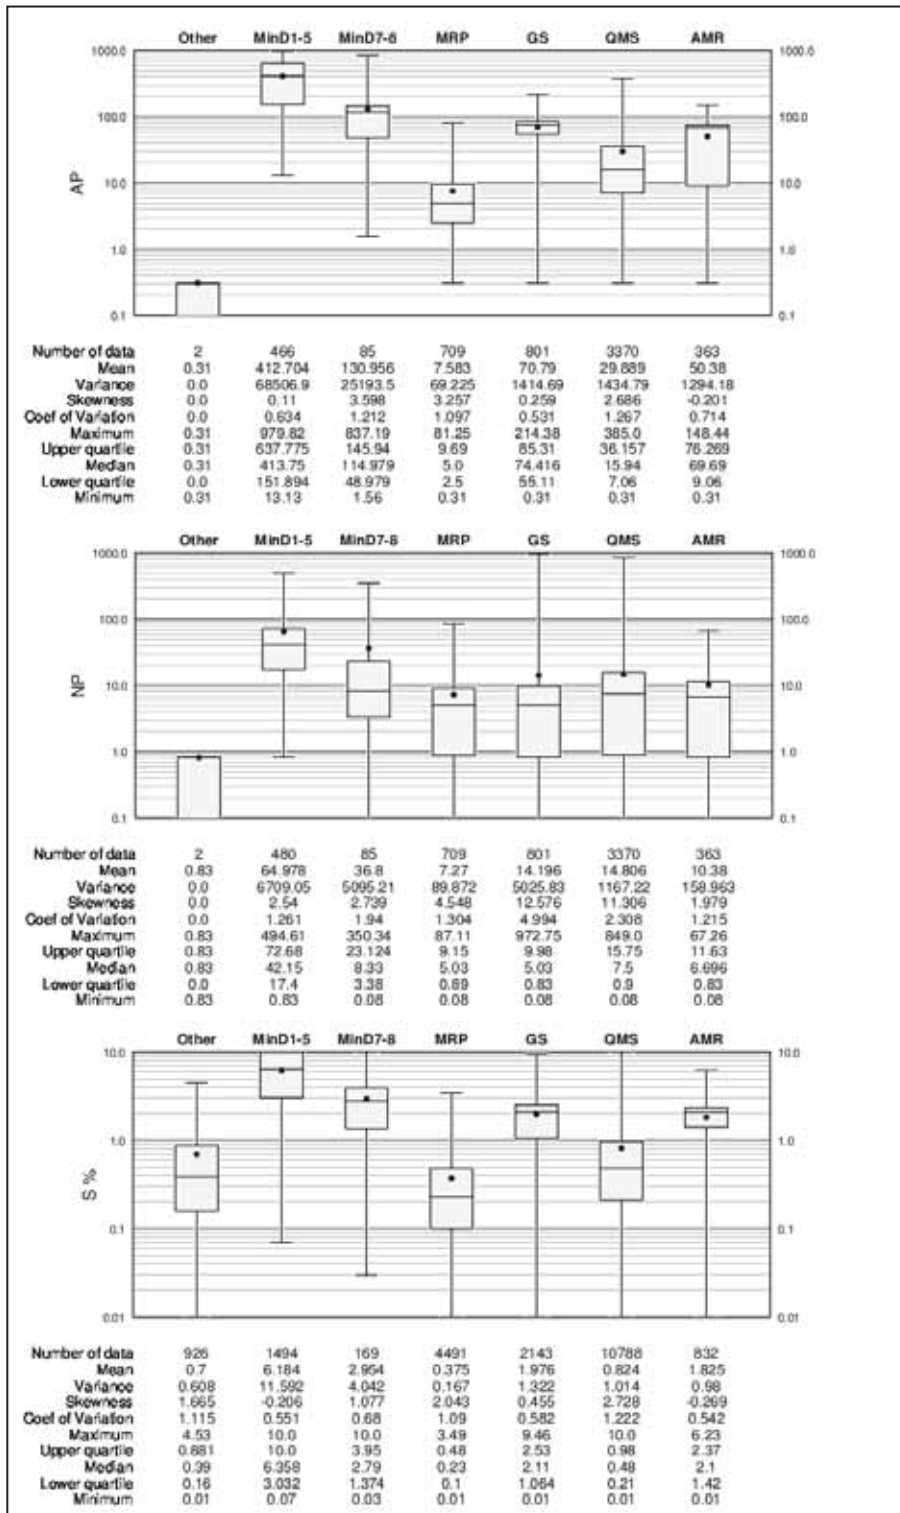 Other MinD1-5 MinD7-8 MRP GS QMS AMR
1000.0 1000.0
100.0 100.0
AP
10.0 10.0
1.0 1.0
0.1 0.1
Number of data 2 466 85 709 801 3370 363
Mean 0.31 412.704 130.956 7.583 70.79 29.889 50.38
Variance 0.0 68506.9 25193.5 69.225 1414.69 1434.79 1294.18
Skewness 0.0 0.11 3.598 3.257 0.259 2.686 -0.201
Coef of Variation 0.0 0.634 1.212 1.097 0.531 1.267 0.714
Maximum 0.31 979.82 837.19 81.25 214.38 385.0 148.44
Upper quartile 0.31 637.775 145.94 9.69 85.31 36.157 76.269
Median 0.31 413.75 114.979 5.0 74.416 15.94 69.69
Lower quartile 0.0 151.894 48.979 2.5 55.11 7.06 9.06
Minimum 0.31 13.13 1.56 0.31 0.31 0.31 0.31
Other MinD1-5 MinD7-8 MRP GS QMS AMR
1000.0 1000.0
100.0 100.0
NP
10.0 10.0
1.0 1.0
0.1 0.1
Number of data 2 480 85 709 801 3370 363
Mean 0.83 64.978 36.8 7.27 14.196 14.806 10.38
Variance 0.0 6709.05 5095.21 89.872 5025.83 1167.22 158.963
Skewness 0.0 2.54 2.739 4.548 12.576 11.306 1.979
Coef of Variation 0.0 1.261 1.94 1.304 4.994 2.308 1.215
Maximum 0.83 494.61 350.34 87.11 972.75 849.0 67.26
Upper quartile 0.83 72.68 23.124 9.15 9.98 15.75 11.63
Median 0.83 42.15 8.33 5.03 5.03 7.5 6.696
Lower quartile 0.0 17.4 3.38 0.89 0.83 0.9 0.83
Minimum 0.83 0.83 0.08 0.08 0.08 0.08 0.08
Other MinD1-5 MinD7-8 MRP GS QMS AMR
10.0 10.0
1.0 1.0
S %
0.1 0.1
0.01 0.01
Number of data 926 1494 169 4491 2143 10788 832
Mean 0.7 6.184 2.954 0.375 1.976 0.824 1.825
Variance 0.608 11.592 4.042 0.167 1.322 1.014 0.98
Skewness 1.665 -0.206 1.077 2.043 0.455 2.728 -0.269
Coef of Variation 1.115 0.551 0.68 1.09 0.582 1.222 0.542
Maximum 4.53 10.0 10.0 3.49 9.46 10.0 6.23
Upper quartile 0.881 10.0 3.95 0.48 2.53 0.98 2.37
Median 0.39 6.358 2.79 0.23 2.11 0.48 2.1
Lower quartile 0.16 3.032 1.374 0.1 1.064 0.21 1.42
Minimum 0.01 0.07 0.03 0.01 0.01 0.01 0.01